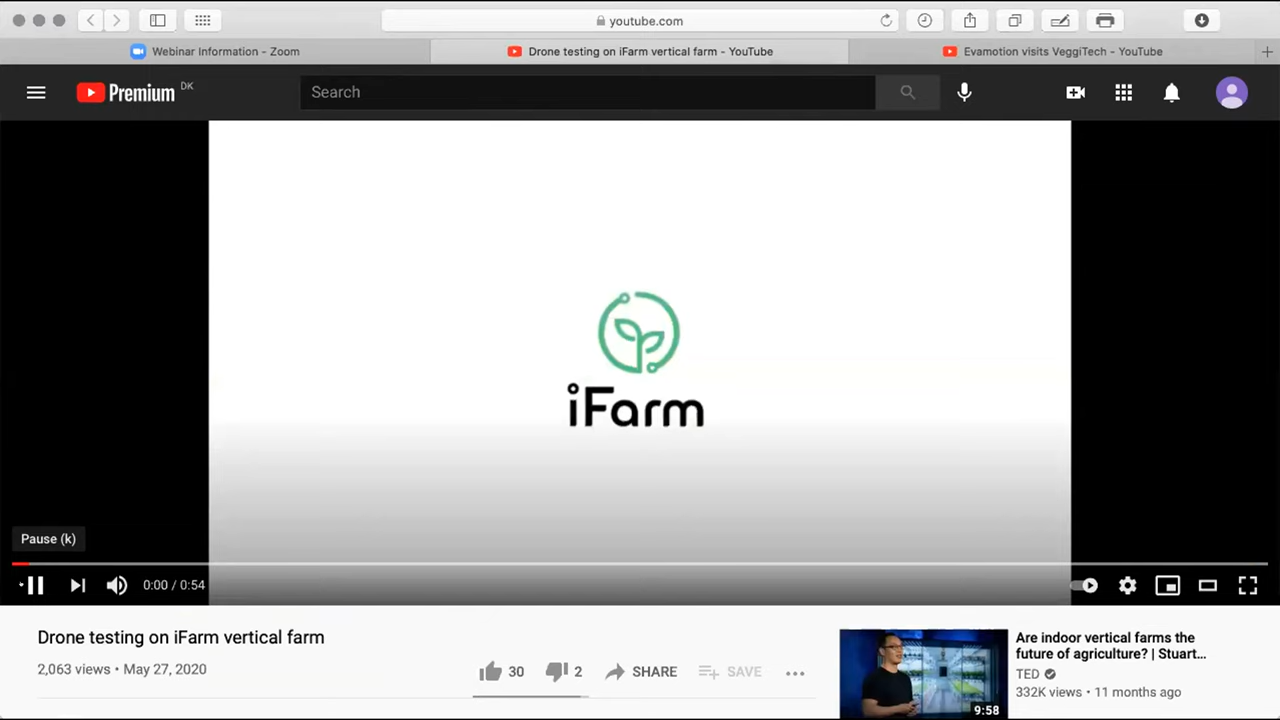 youtube.com
Webinar Information - Zoom
Drone testing on iFarm vertical farm - YouTube
Evamotion visits VeggiTech - YouTube
Premium DK
Search
iFarm
Pause (k)
0:00 / 0:54
Drone testing on iFarm vertical farm
2,063 views • May 27, 2020
30
2
SHARE
SAVE
Are indoor vertical farms the
future of agriculture? | Stuart...
TED
332K views • 11 months ago
9:58